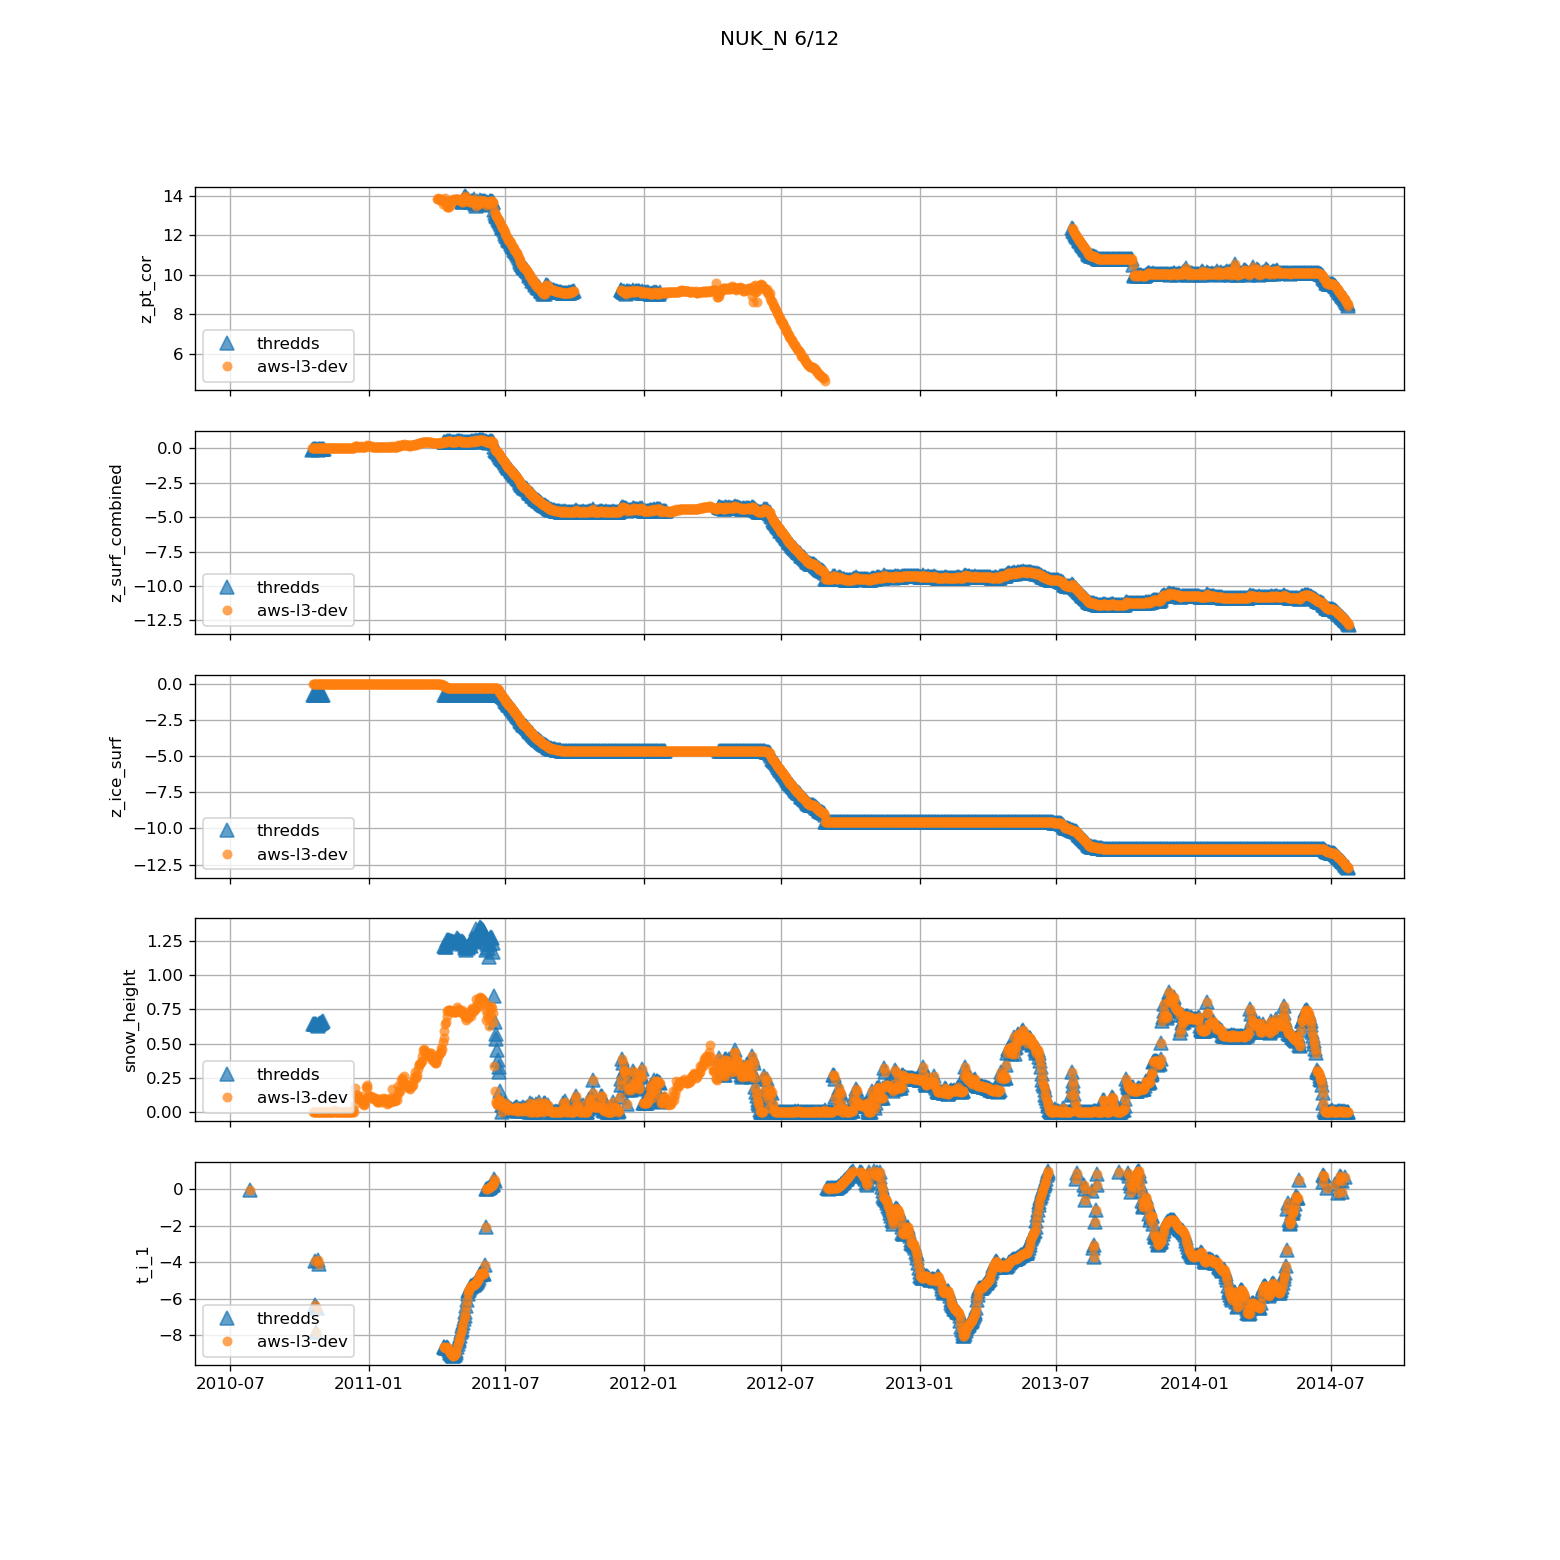 NUK_N 6/12
14
12
10
8
6
z_pt_cor
thredds
aws-l3-dev
0.0
−2.5
−5.0
−7.5
−10.0
−12.5
z_surf_combined
thredds
aws-l3-dev
0.0
−2.5
−5.0
−7.5
−10.0
−12.5
z_ice_surf
thredds
aws-l3-dev
1.25
1.00
0.75
0.50
0.25
0.00
snow_height
thredds
aws-l3-dev
0
−2
−4
−6
−8
t_i_1
thredds
aws-l3-dev
2010-07 2011-01 2011-07 2012-01 2012-07 2013-01 2013-07 2014-01 2014-07